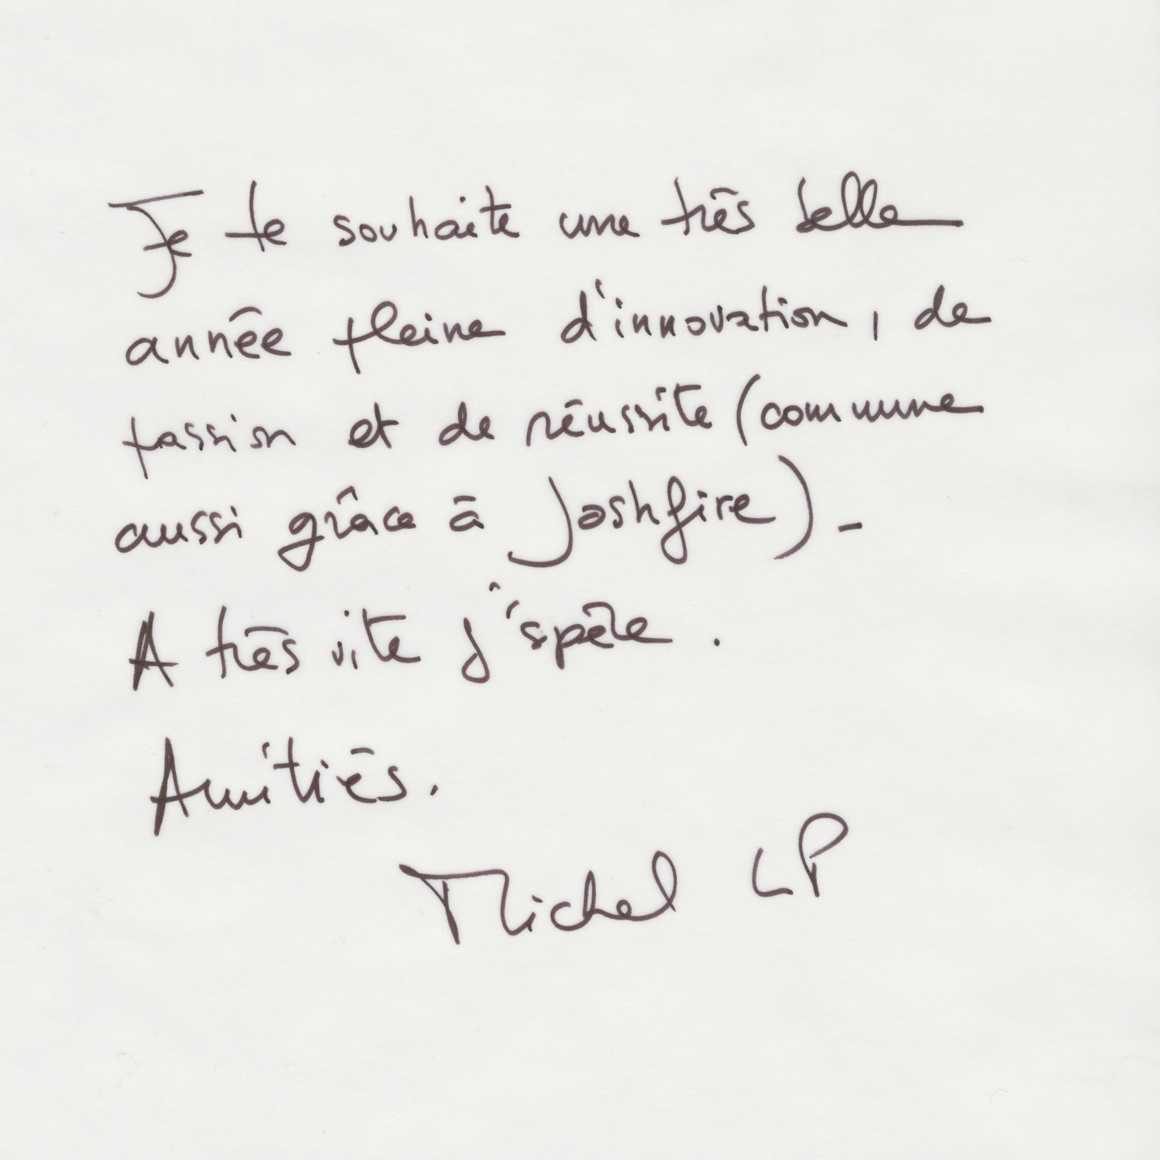 Je te souhaite une très belle
année pleine d'innovation, de
passion et de réussite (commune
aussi grâce à Joshfire) -
A très vite j'espère.
Amitiés.
Michel LP